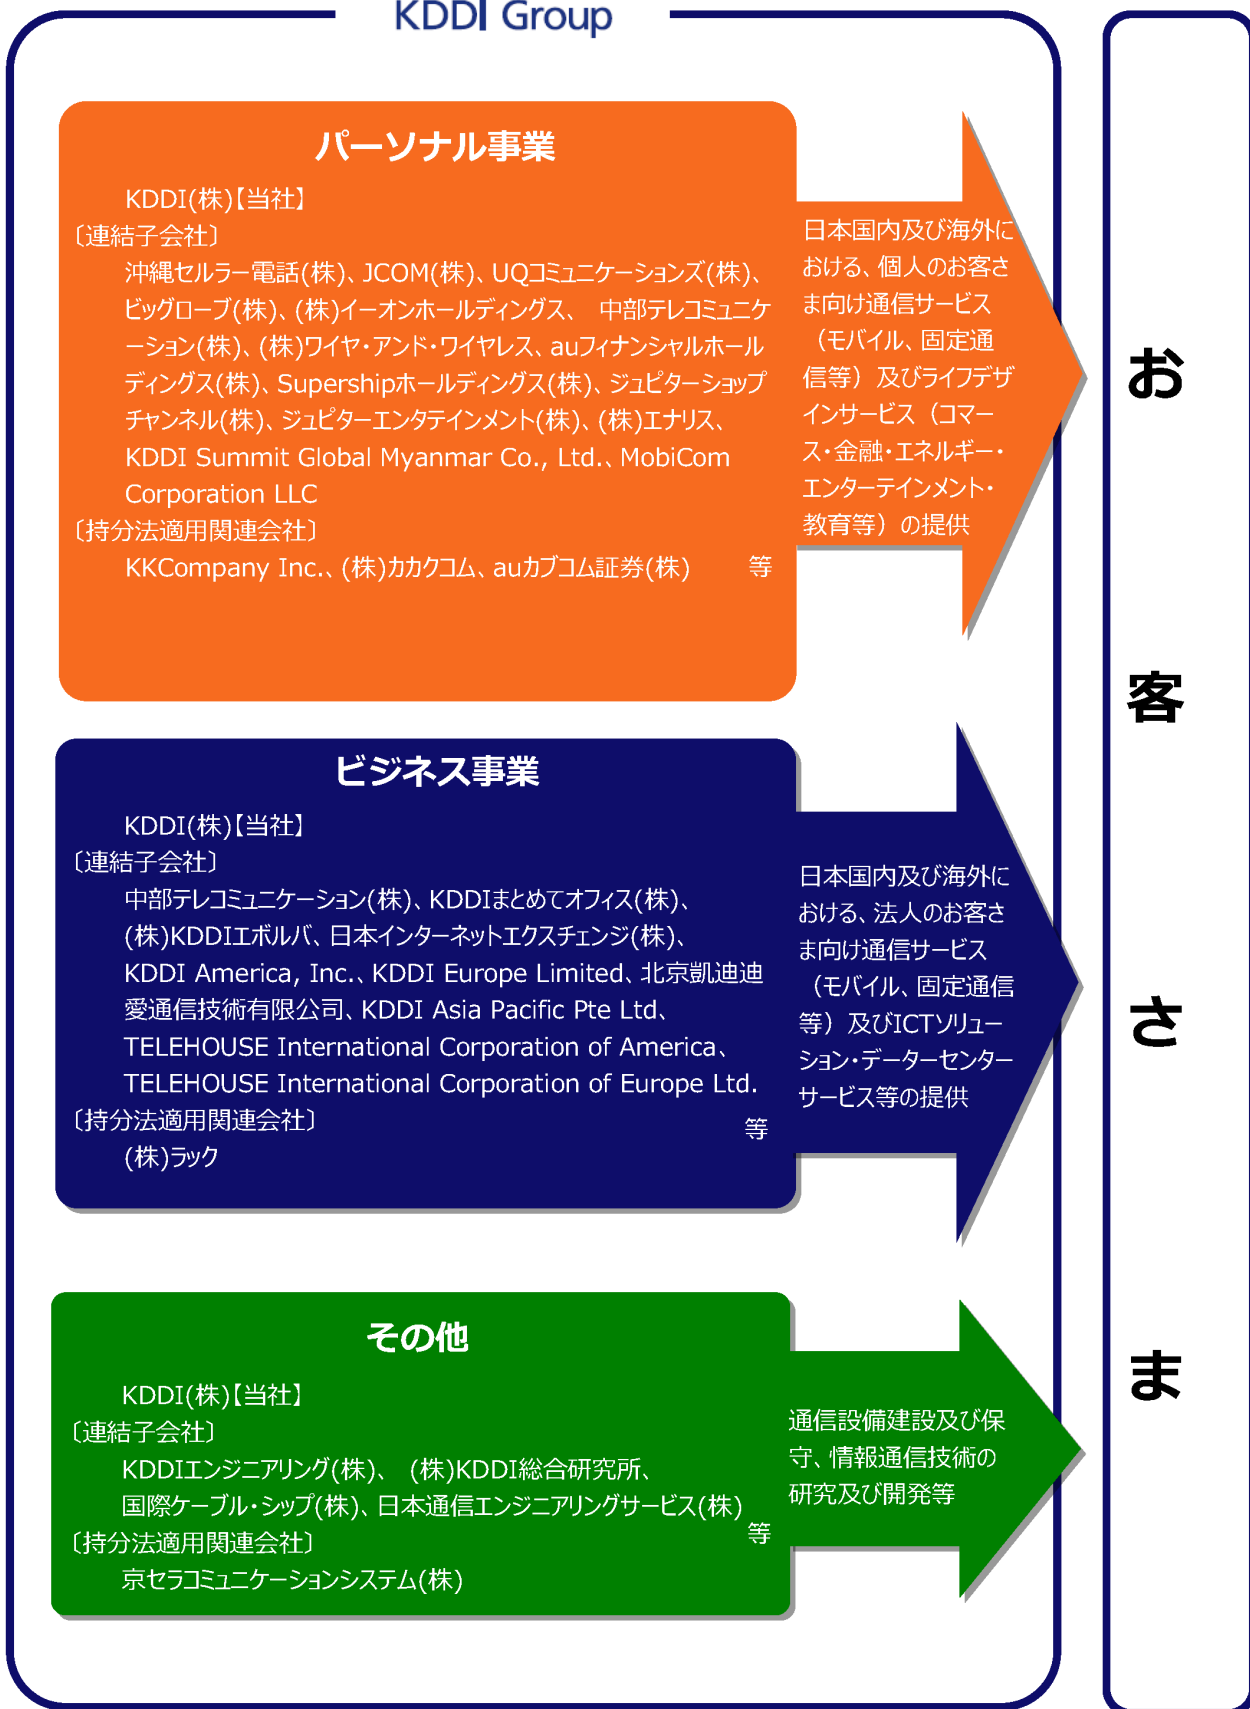 KDDI Group
パーソナル事業
KDDI(株)【当社】
〔連結子会社〕
沖縄セルラー電話(株)、JCOM(株)、UQコミュニケーションズ(株)、
ビッグローブ(株)、(株)イーオンホールディングス、 中部テレコミュニケ
ーション(株)、(株)ワイヤ・アンド・ワイヤレス、auフィナンシャルホール
ディングス(株)、Supershipホールディングス(株)、ジュピターショップ
チャンネル(株)、ジュピターエンタテインメント(株)、(株)エナリス、
KDDI Summit Global Myanmar Co., Ltd.、MobiCom
Corporation LLC
〔持分法適用関連会社〕
KKCompany Inc.、(株)カカクコム、auカブコム証券(株) 等
日本国内及び海外に
おける、個人のお客さ
ま向け通信サービス
（モバイル、固定通
信等）及びライフデザ
インサービス（コマー
ス・金融・エネルギー・
エンターテインメント・
教育等）の提供
ビジネス事業
KDDI(株)【当社】
〔連結子会社〕
中部テレコミュニケーション(株)、KDDIまとめてオフィス(株)、
(株)KDDIエボルバ、日本インターネットエクスチェンジ(株)、
KDDI America, Inc.、KDDI Europe Limited、北京凱迪迪
愛通信技術有限公司、KDDI Asia Pacific Pte Ltd、
TELEHOUSE International Corporation of America、
TELEHOUSE International Corporation of Europe Ltd.
〔持分法適用関連会社〕 等
(株)ラック
日本国内及び海外に
おける、法人のお客さ
ま向け通信サービス
（モバイル、固定通信
等）及びICTソリュー
ション・データーセンター
サービス等の提供
その他
KDDI(株)【当社】
〔連結子会社〕
KDDIエンジニアリング(株)、 (株)KDDI総合研究所、
国際ケーブル・シップ(株)、日本通信エンジニアリングサービス(株)
〔持分法適用関連会社〕 等
京セラコミュニケーションシステム(株)
通信設備建設及び保
守、情報通信技術の
研究及び開発等
お
客
さ
ま